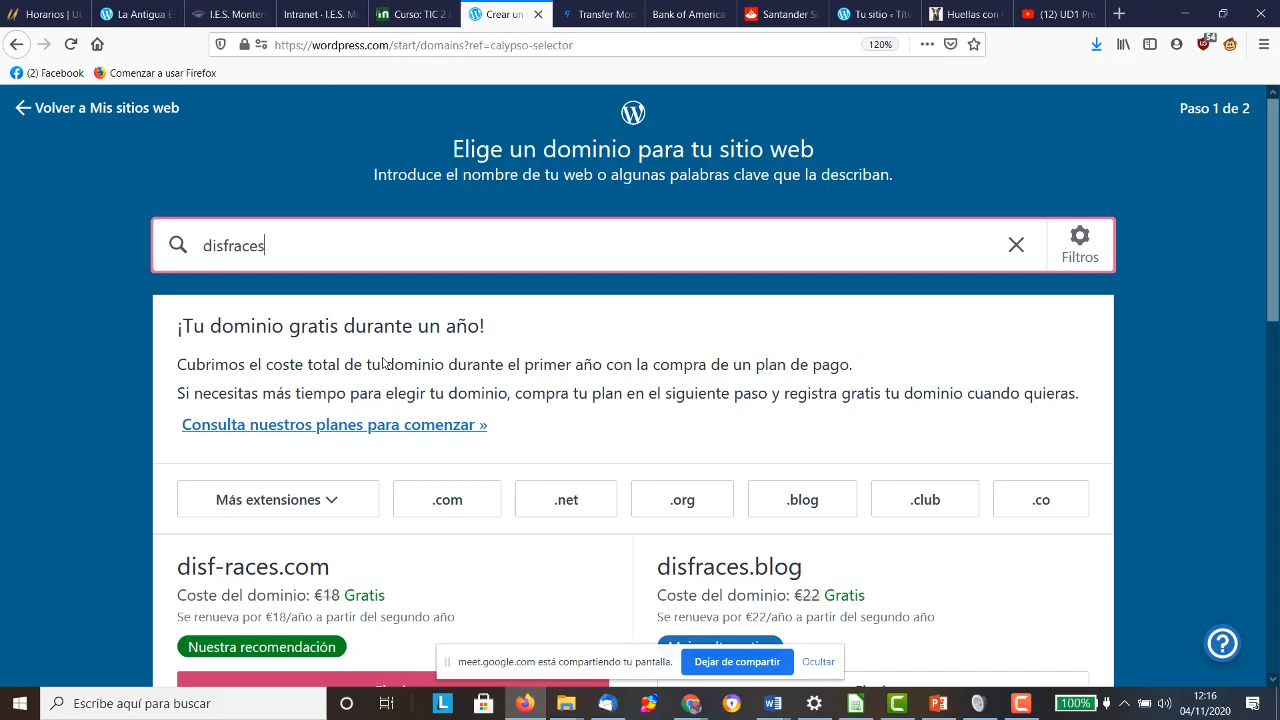 Horarios | U
La Antigua E
I.E.S. Monter
Intranet - I.E.S. M
Curso: TIC 2
Crear un s
Transfer Mon
Bank of America
Santander Se
Tu sitio ‹ Títu
Huellas con
(12) UD1 Pre
https://wordpress.com/start/domains?ref=calypso-selector
120%
54
(2) Facebook
Comenzar a usar Firefox
Volver a Mis sitios web
Paso 1 de 2
Elige un dominio para tu sitio web
Introduce el nombre de tu web o algunas palabras clave que la describan.
disfraces
Filtros
¡Tu dominio gratis durante un año!
Cubrimos el coste total de tu dominio durante el primer año con la compra de un plan de pago.
Si necesitas más tiempo para elegir tu dominio, compra tu plan en el siguiente paso y registra gratis tu dominio cuando quieras.
Consulta nuestros planes para comenzar »
Más extensiones
.com
.net
.org
.blog
.club
.co
disf-races.com
disfraces.blog
Coste del dominio: €18 Gratis
Coste del dominio: €22 Gratis
Se renueva por €18/año a partir del segundo año
Se renueva por €22/año a partir del segundo año
Nuestra recomendación
meet.google.com está compartiendo tu pantalla.
Dejar de compartir
Ocultar
Escribe aquí para buscar
100%
12:16
04/11/2020